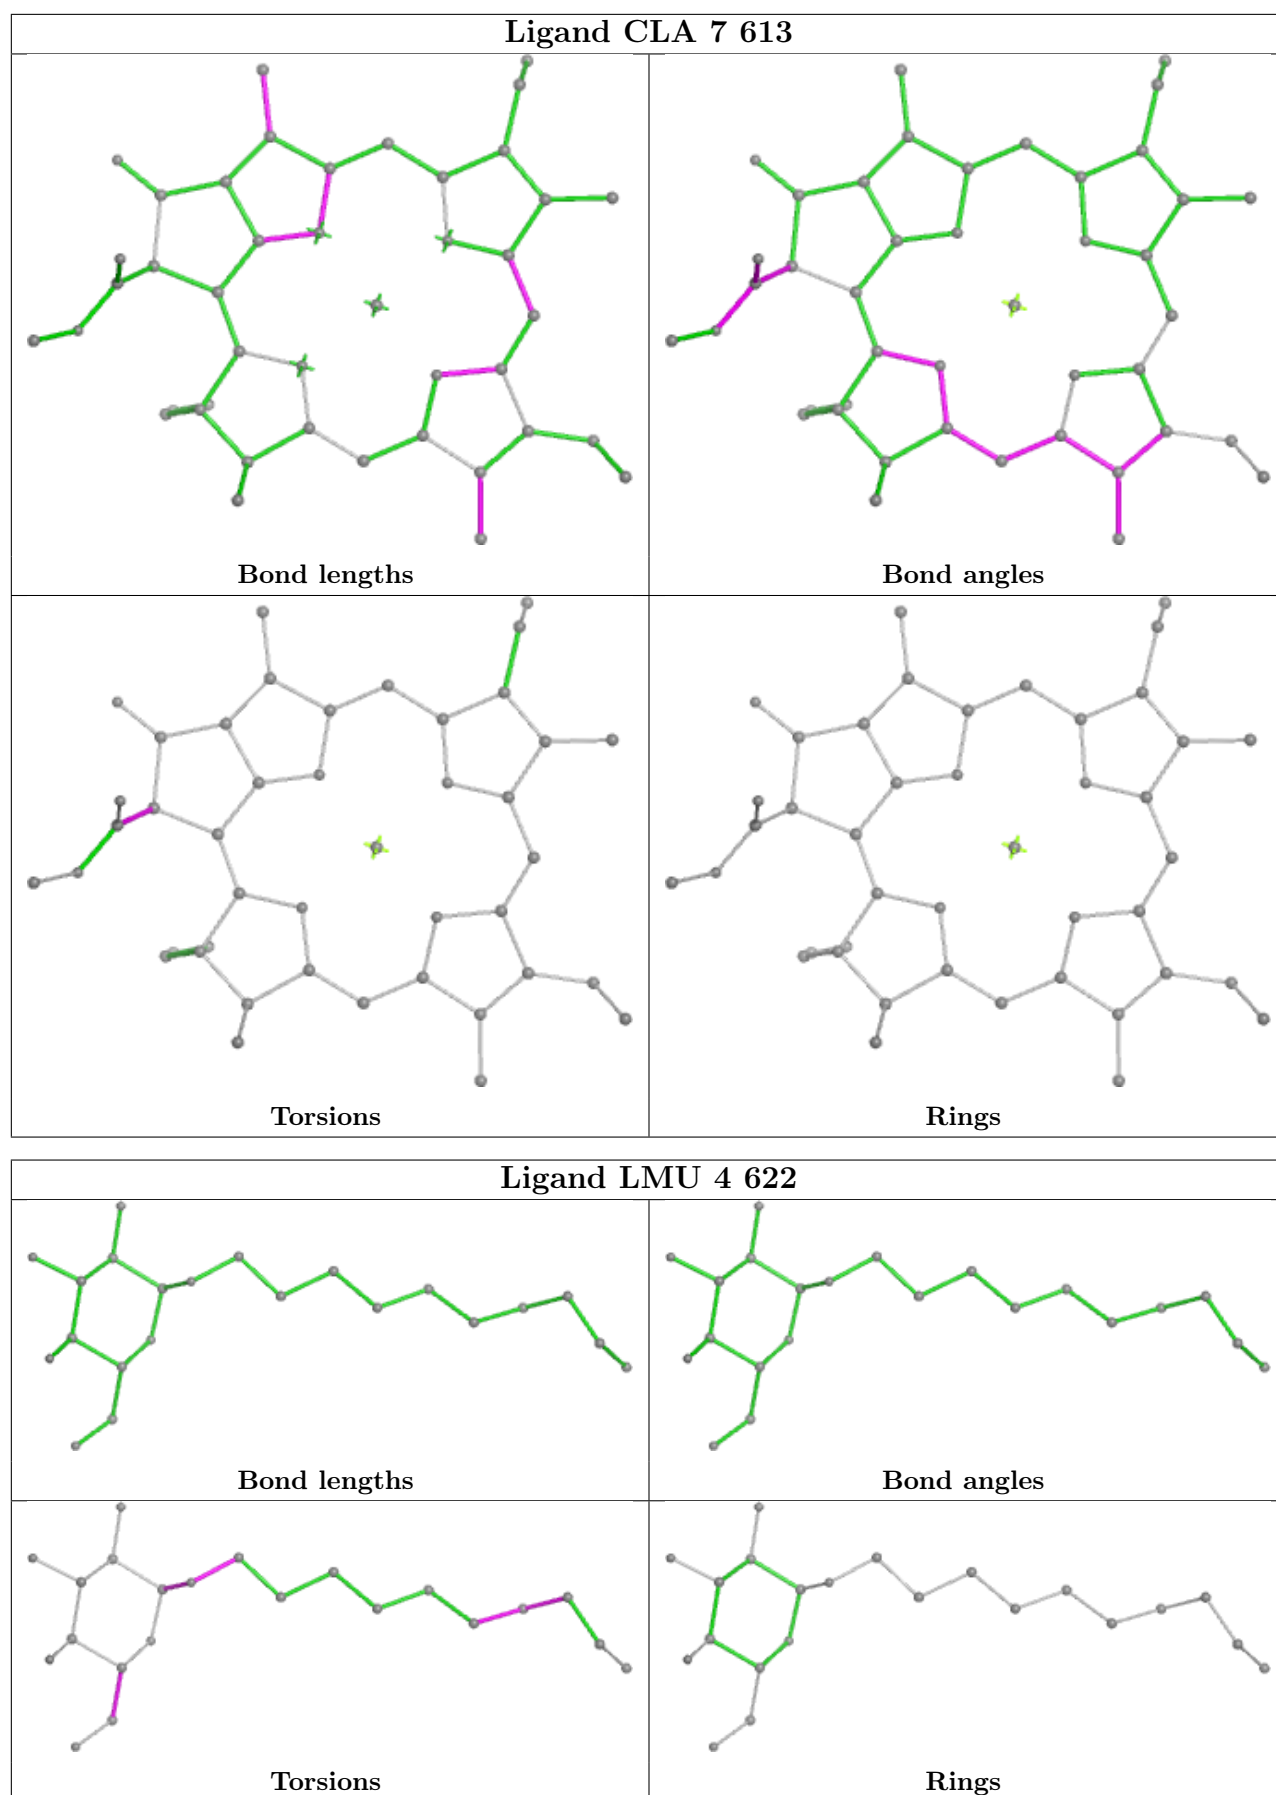 Ligand CLA 7 613
Bond lengths
Bond angles
Torsions
Rings
Ligand LMU 4 622
Bond lengths
Bond angles
Torsions
Rings